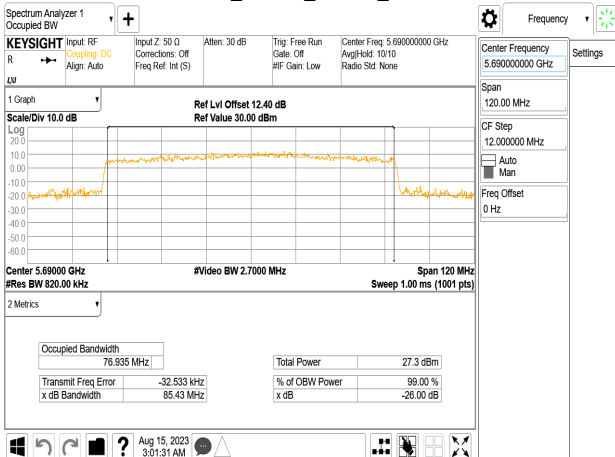 Spectrum Analyzer 1
Occupied BW
Frequency
KEYSIGHT
R
Input: RF
Coupling: DC
Align: Auto
Input Z: 50 Ω
Corrections: Off
Freq Ref: Int (S)
Atten: 30 dB
Trig: Free Run
Gate: Off
#IF Gain: Low
Center Freq: 5.690000000 GHz
Avg|Hold: 10/10
Radio Std: None
LXI
Center Frequency
5.690000000 GHz
Settings
Span
120.00 MHz
CF Step
12.000000 MHz
Auto
Man
Freq Offset
0 Hz
1 Graph
Scale/Div 10.0 dB
Ref Lvl Offset 12.40 dB
Ref Value 30.00 dBm
Log
20.0
10.0
0.00
-10.0
-20.0
-30.0
-40.0
-50.0
-60.0
Center 5.69000 GHz
#Res BW 820.00 kHz
#Video BW 2.7000 MHz
Span 120 MHz
Sweep 1.00 ms (1001 pts)
2 Metrics
Occupied Bandwidth
76.935 MHz
Total Power 27.3 dBm
Transmit Freq Error -32.533 kHz
% of OBW Power 99.00 %
x dB Bandwidth 85.43 MHz
x dB -26.00 dB
?
Aug 15, 2023
3:01:31 AM